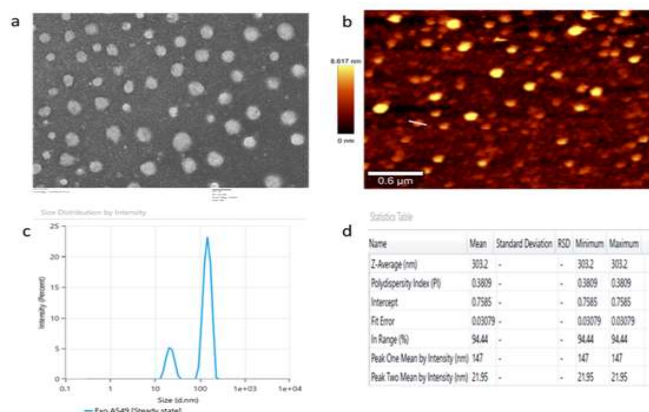 a
b
8.617 nm
0 nm
0.6 µm
Size Distribution by Intensity
c
25
20
15
10
5
0
Intensity (Percent)
0.1 1 10 100 1e+03 1e+04
Size (d.nm)
Exo A549 [Steady state]
d
Statistics Table
Name Mean Standard Deviation RSD Minimum Maximum
Z-Average (nm) 303.2 - - 303.2 303.2
Polydispersity Index (PI) 0.3809 - - 0.3809 0.3809
Intercept 0.7585 - - 0.7585 0.7585
Fit Error 0.03079 - - 0.03079 0.03079
In Range (%) 94.44 - - 94.44 94.44
Peak One Mean by Intensity (nm) 147 - - 147 147
Peak Two Mean by Intensity (nm) 21.95 - - 21.95 21.95